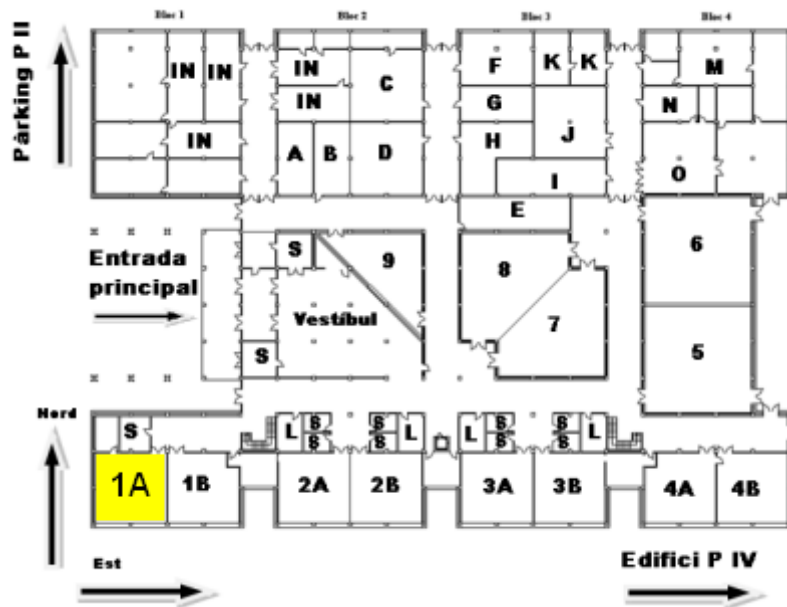 Bloc 1 Bloc 2 Bloc 3 Bloc 4
Pàrking P II
IN IN IN C F K K M
IN G N
IN A B D H J O
I
E
Entrada
principal
S 9 8 6
Vestíbul
7
S 5
Nord
S L S S L L S S L
S S S S
1A 1B 2A 2B 3A 3B 4A 4B
Est
Edifici P IV